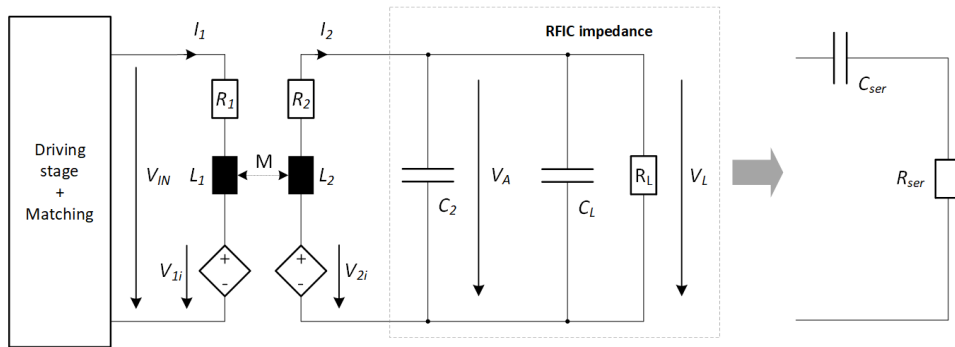 I1
I2
RFIC impedance
R1
R2
Cser
Driving
stage
+
Matching
VIN
L1
M
L2
C2
VA
CL
RL
VL
Rser
V1i
+
-
+
-
V2i